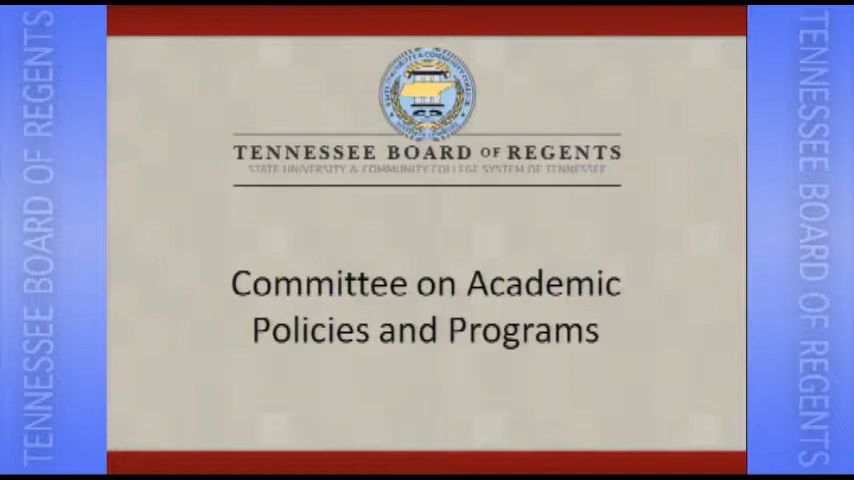 TENNESSEE BOARD OF REGENTS
STATE UNIVERSITY & COMMUNITY COLLEGE SYSTEM OF TENNESSEE
Committee on Academic
Policies and Programs
TENNESSEE BOARD OF REGENTS
TENNESSEE BOARD OF REGENTS